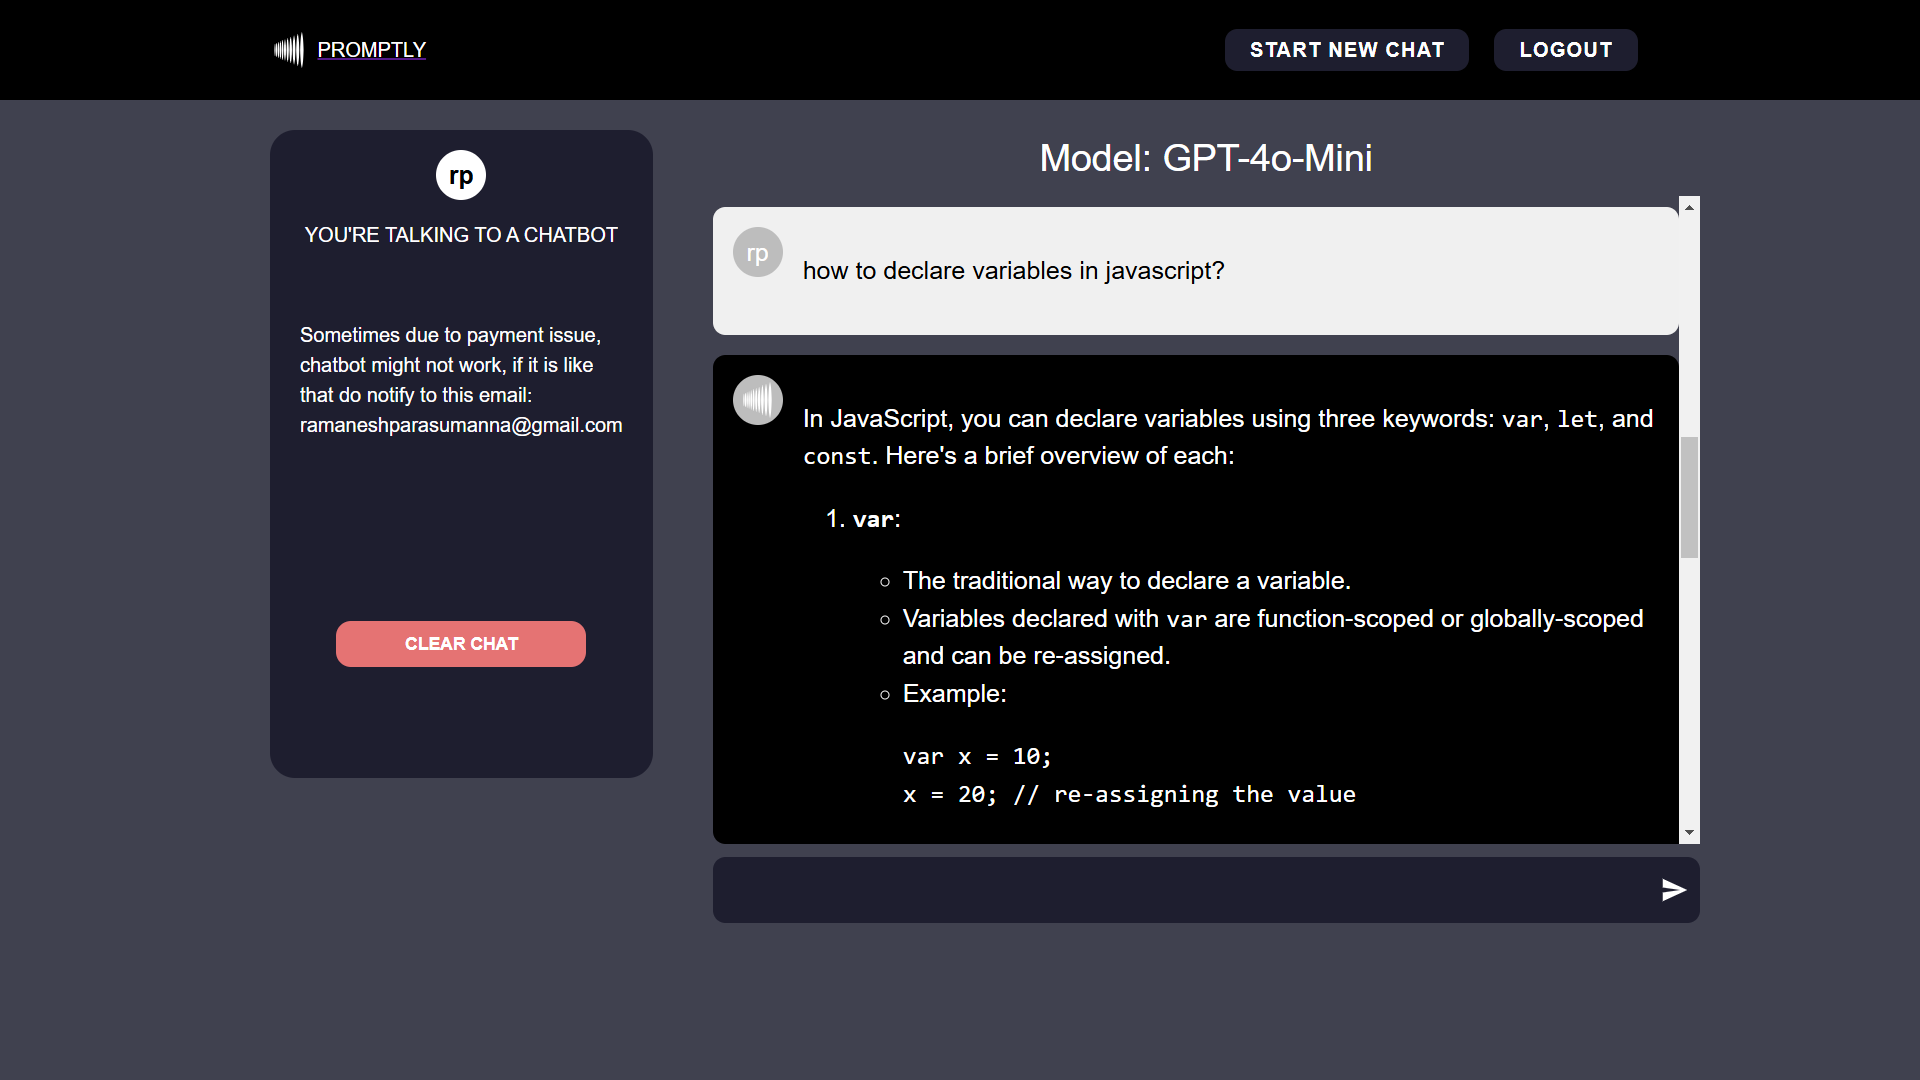 PROMPTLY
START NEW CHAT
LOGOUT
rp
YOU'RE TALKING TO A CHATBOT
Sometimes due to payment issue,
chatbot might not work, if it is like
that do notify to this email:
ramaneshparasumanna@gmail.com
CLEAR CHAT
Model: GPT-4o-Mini
rp
how to declare variables in javascript?
In JavaScript, you can declare variables using three keywords: var, let, and
const. Here's a brief overview of each:
1. var:
The traditional way to declare a variable.
Variables declared with var are function-scoped or globally-scoped
and can be re-assigned.
Example:
var x = 10;
x = 20; // re-assigning the value